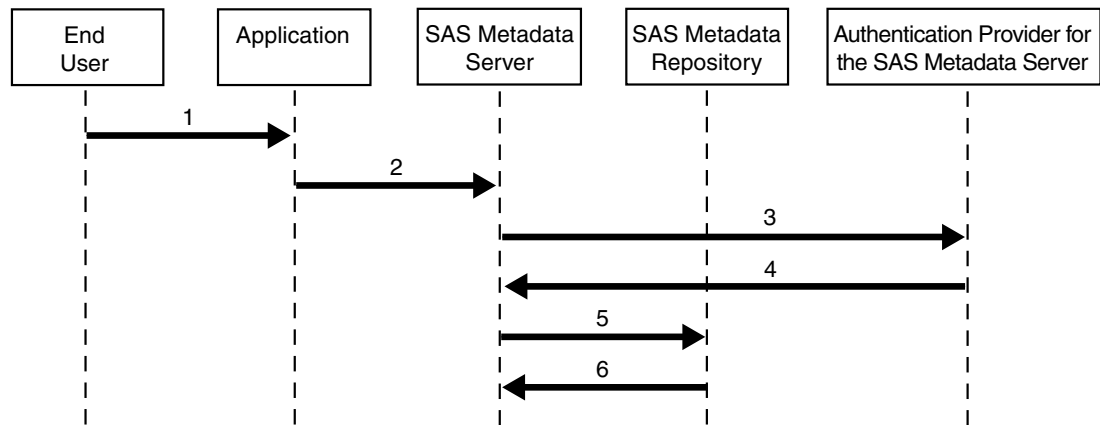 End
User
Application
SAS Metadata
Server
SAS Metadata
Repository
Authentication Provider for
the SAS Metadata Server
1
2
3
4
5
6